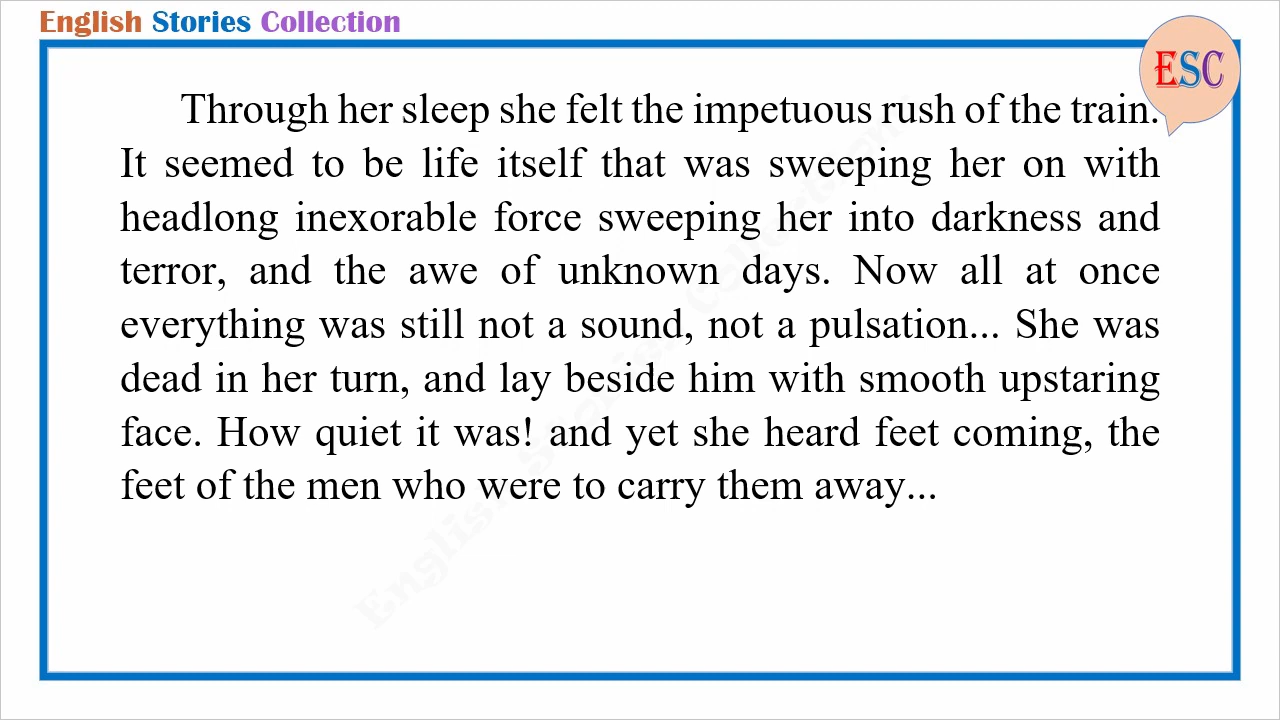 English Stories Collection
ESC
Through her sleep she felt the impetuous rush of the train.
It seemed to be life itself that was sweeping her on with
headlong inexorable force sweeping her into darkness and
terror, and the awe of unknown days. Now all at once
everything was still not a sound, not a pulsation... She was
dead in her turn, and lay beside him with smooth upstaring
face. How quiet it was! and yet she heard feet coming, the
feet of the men who were to carry them away...
English Stories Collection